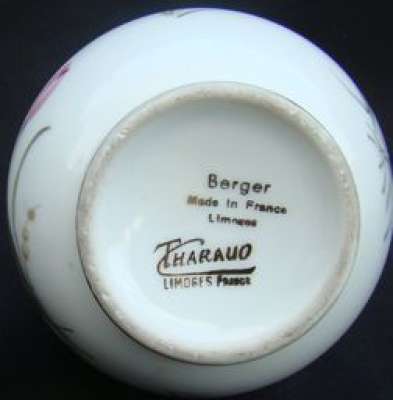 Berger
Made In France
Limoges
THARAUD
LIMOGES FRANCE